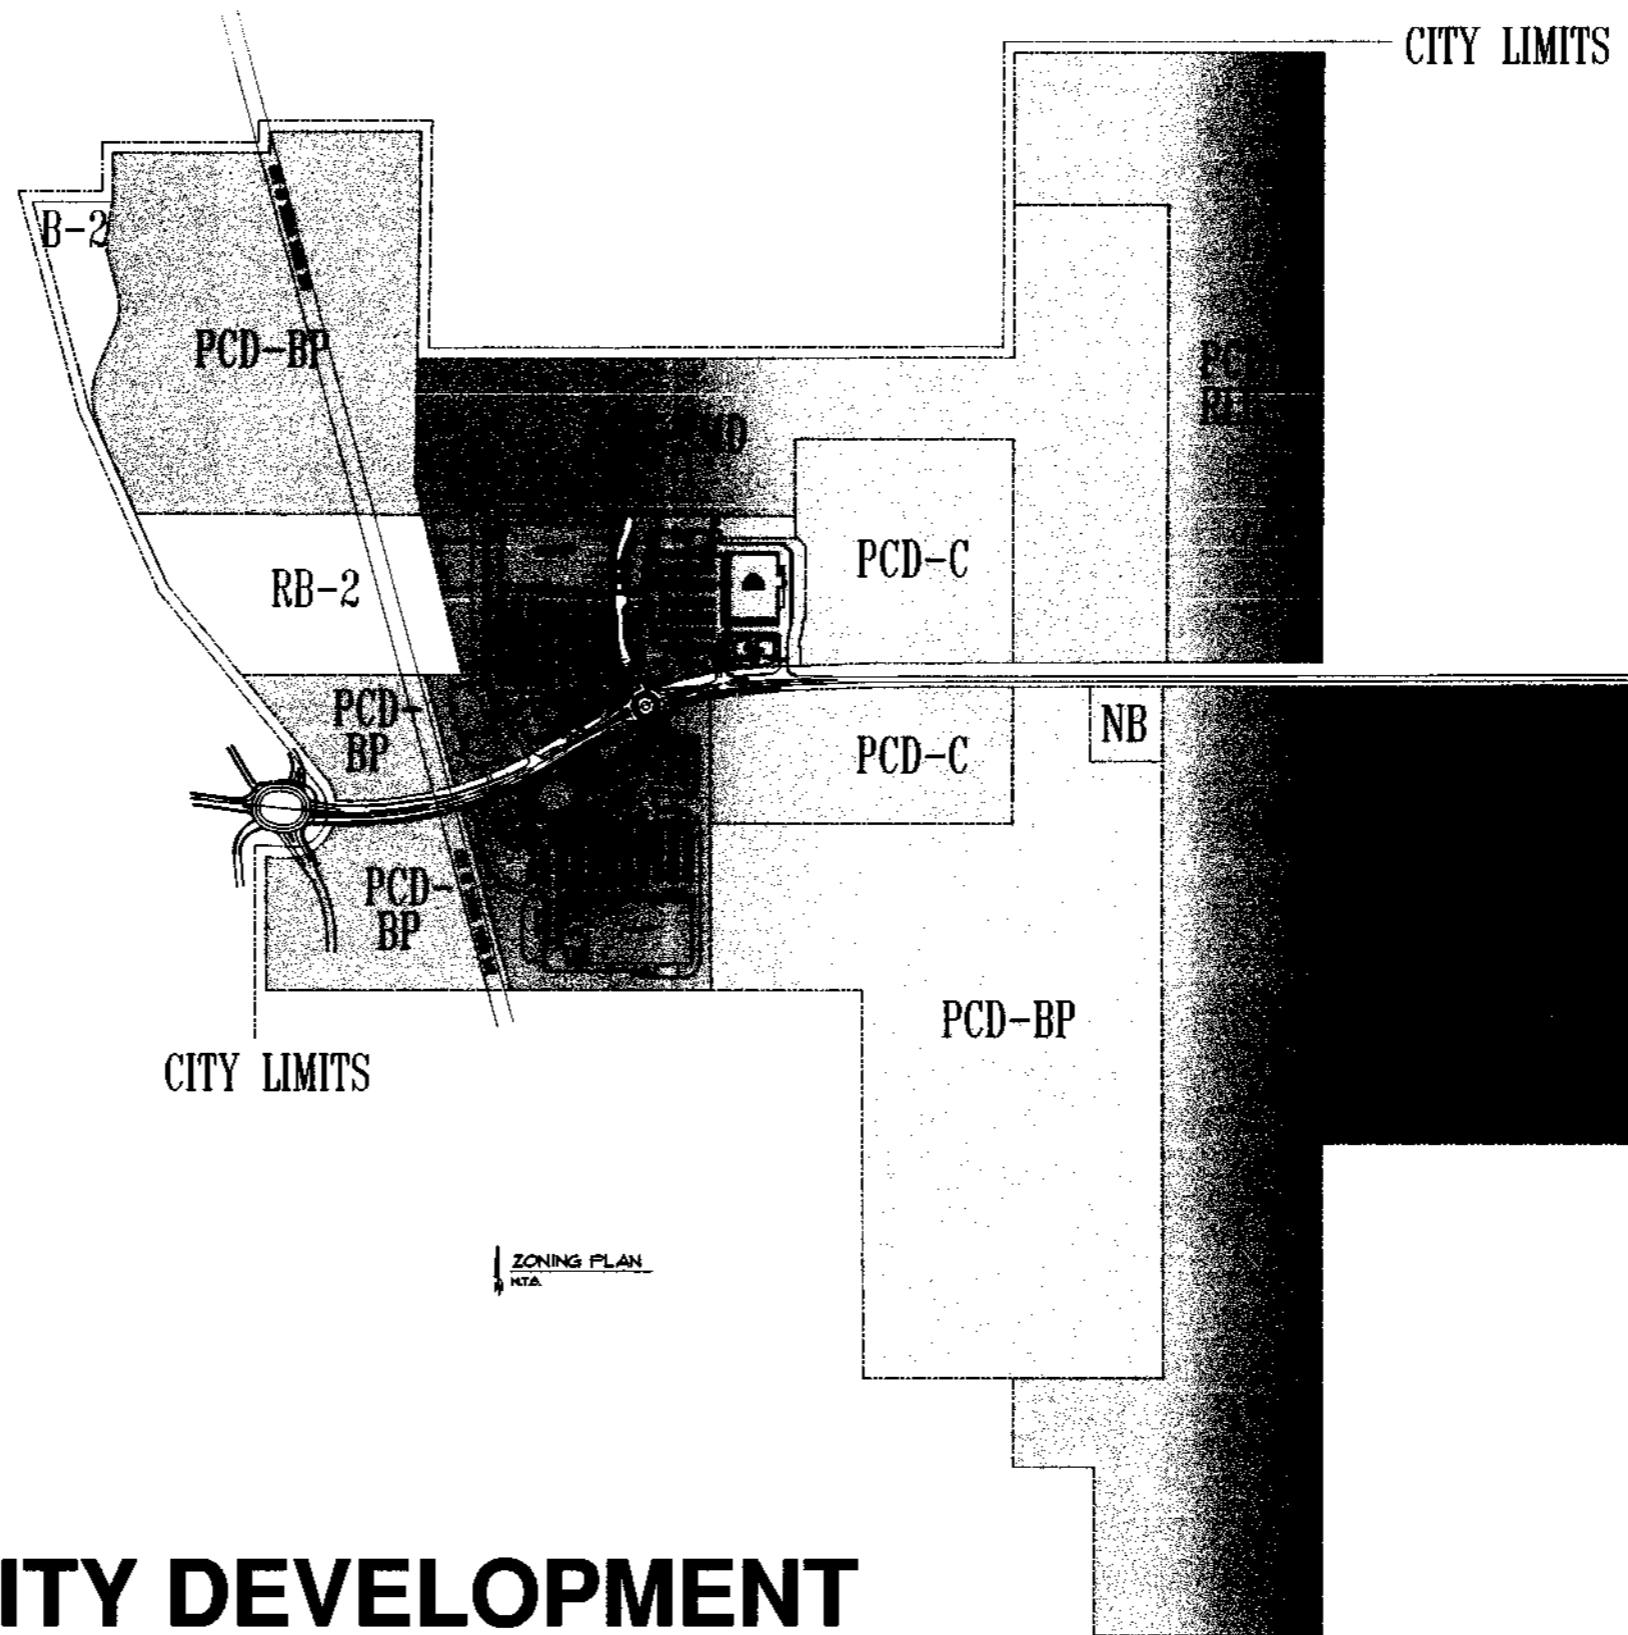 CITY LIMITS
B-2
PCD-BP
PCD-C
RB-2
PCD-
BP
NB
PCD-C
PCD-
BP
PCD-BP
CITY LIMITS
ZONING PLAN
N.T.S.
ITY DEVELOPMENT